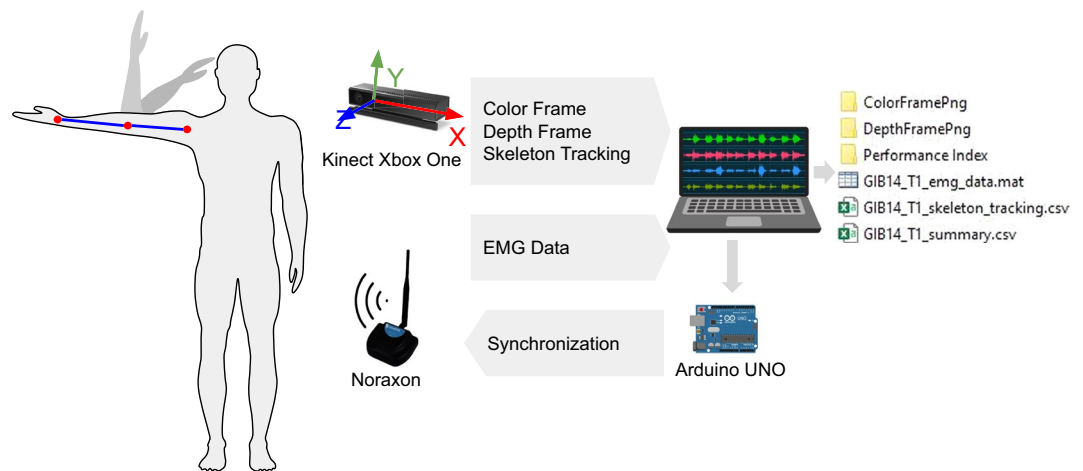 Y
Z
X
Kinect Xbox One
Color Frame
Depth Frame
Skeleton Tracking
EMG Data
Noraxon
Synchronization
UNO
Arduino UNO
ColorFramePng
DepthFramePng
Performance Index
GIB14_T1_emg_data.mat
GIB14_T1_skeleton_tracking.csv
GIB14_T1_summary.csv